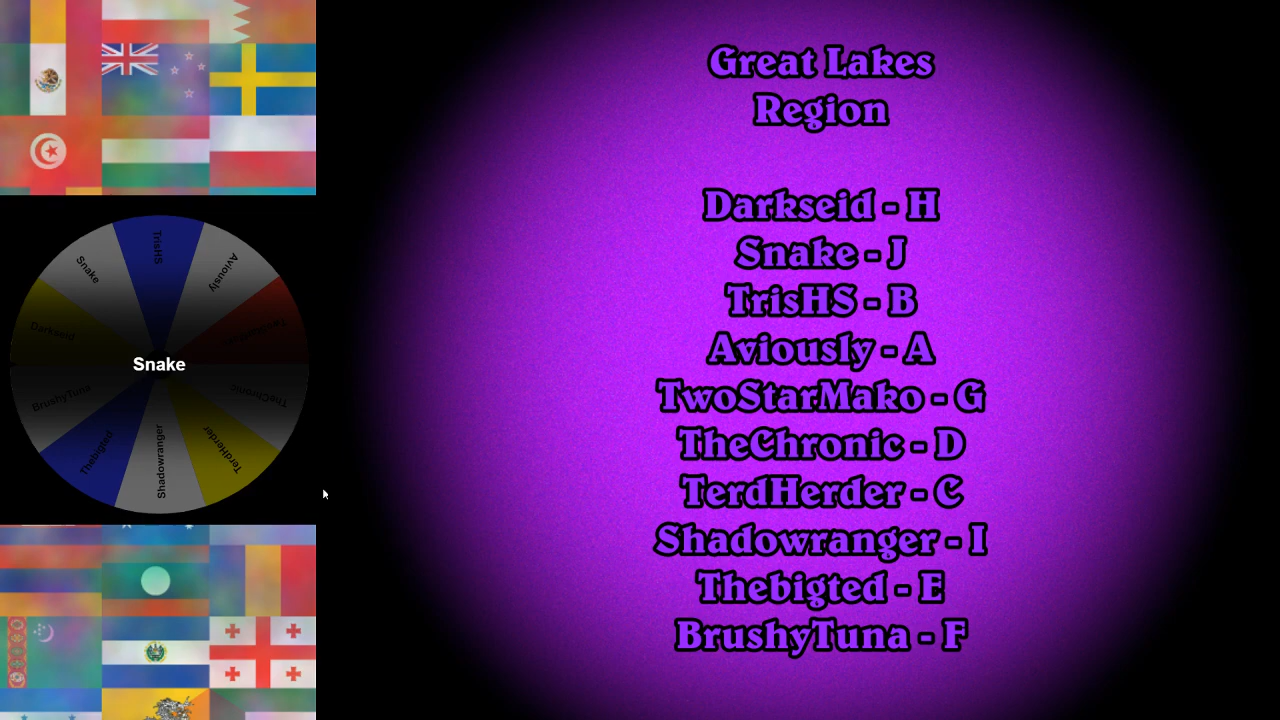 Great Lakes
Region
Darkseid - H
Snake - J
TrisHS - B
Aviously - A
TwoStarMako - G
TheChronic - D
TerdHerder - C
Shadowranger - I
Thebigted - E
BrushyTuna - F
TrisHS
Aviously
Snake
Darkseid
Snake
TheChronic
BrushyTuna
Thebigted
Shadowranger
TerdHerder